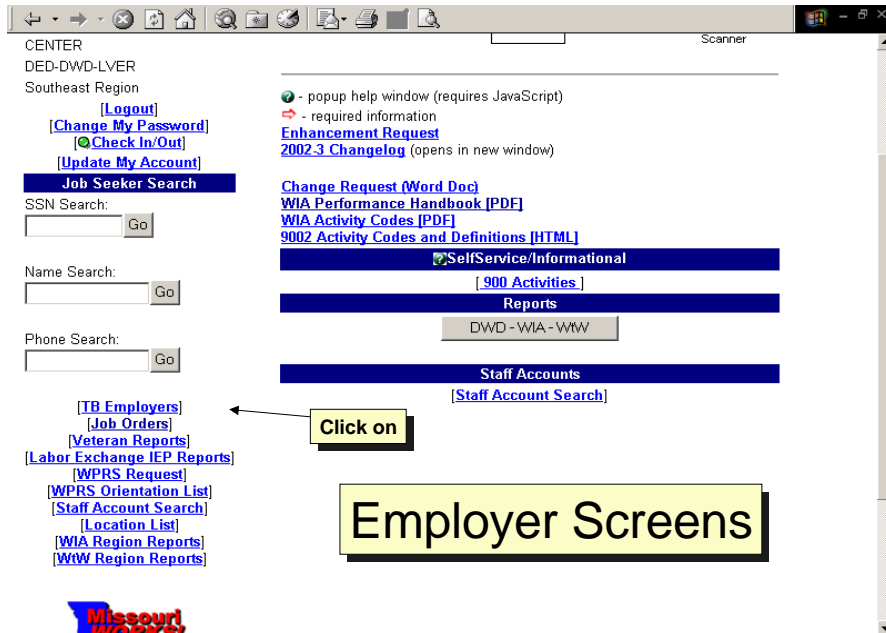 Scanner
CENTER
DED-DWD-LVER
Southeast Region
[Logout]
[Change My Password]
[Check In/Out]
[Update My Account]
Job Seeker Search
SSN Search:
Go
Name Search:
Go
Phone Search:
Go
[TB Employers]
[Job Orders]
[Veteran Reports]
[Labor Exchange IEP Reports]
[WPRS Request]
[WPRS Orientation List]
[Staff Account Search]
[Location List]
[WIA Region Reports]
[WtW Region Reports]
Missouri
WORKS!
? - popup help window (requires JavaScript)
- required information
Enhancement Request
2002-3 Changelog (opens in new window)
Change Request (Word Doc)
WIA Performance Handbook [PDF]
WIA Activity Codes [PDF]
9002 Activity Codes and Definitions [HTML]
?SelfService/Informational
[ 900 Activities ]
Reports
DWD - WIA - WtW
Staff Accounts
[Staff Account Search]
Click on
Employer Screens